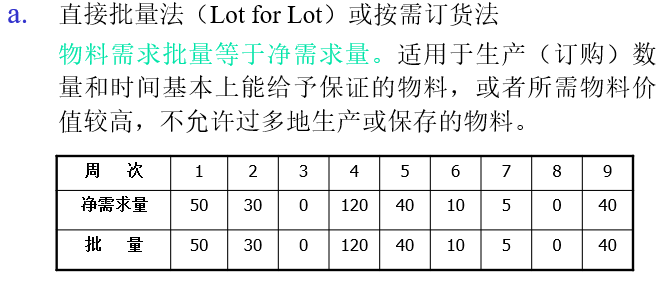 a. 直接批量法（Lot for Lot）或按需订货法
物料需求批量等于净需求量。适用于生产（订购）数
量和时间基本上能给予保证的物料，或者所需物料价
值较高，不允许过多地生产或保存的物料。
周 次 1 2 3 4 5 6 7 8 9
净需求量 50 30 0 120 40 10 5 0 40
批 量 50 30 0 120 40 10 5 0 40